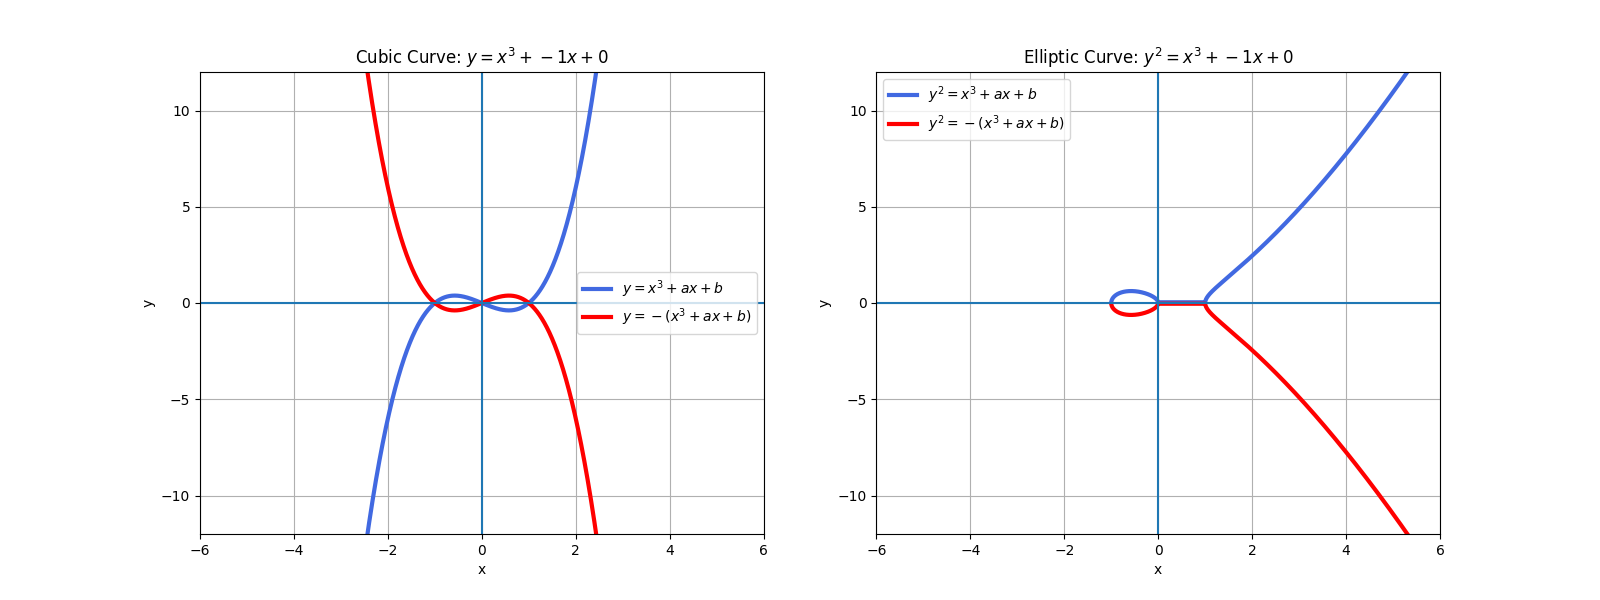 Cubic Curve: y = x³ + −1x + 0
10
5
0
−5
−10
y
−6
−4
−2
0
2
4
6
x
y = x³ + ax + b
y = −(x³ + ax + b)
Elliptic Curve: y² = x³ + −1x + 0
10
5
0
−5
−10
y
−6
−4
−2
0
2
4
6
x
y² = x³ + ax + b
y² = −(x³ + ax + b)